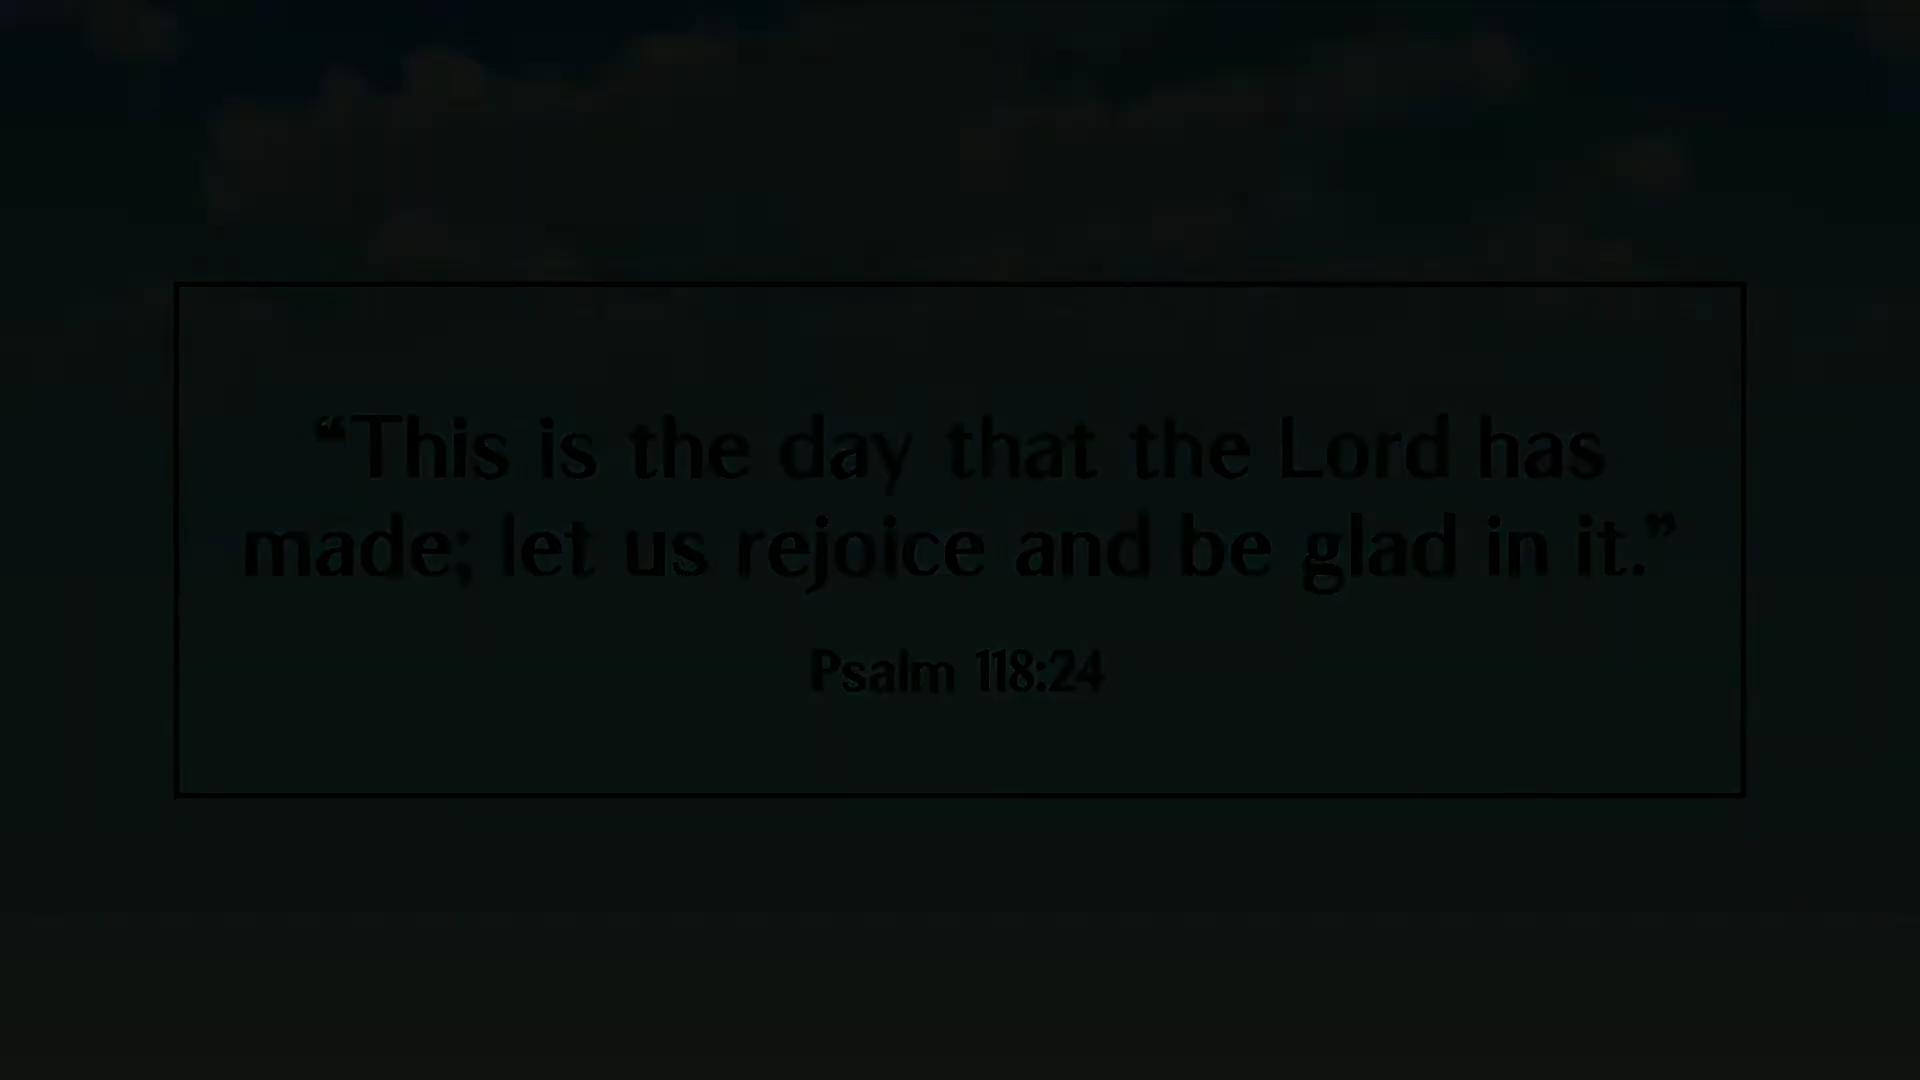 “This is the day that the Lord has
made; let us rejoice and be glad in it.”
Psalm 118:24